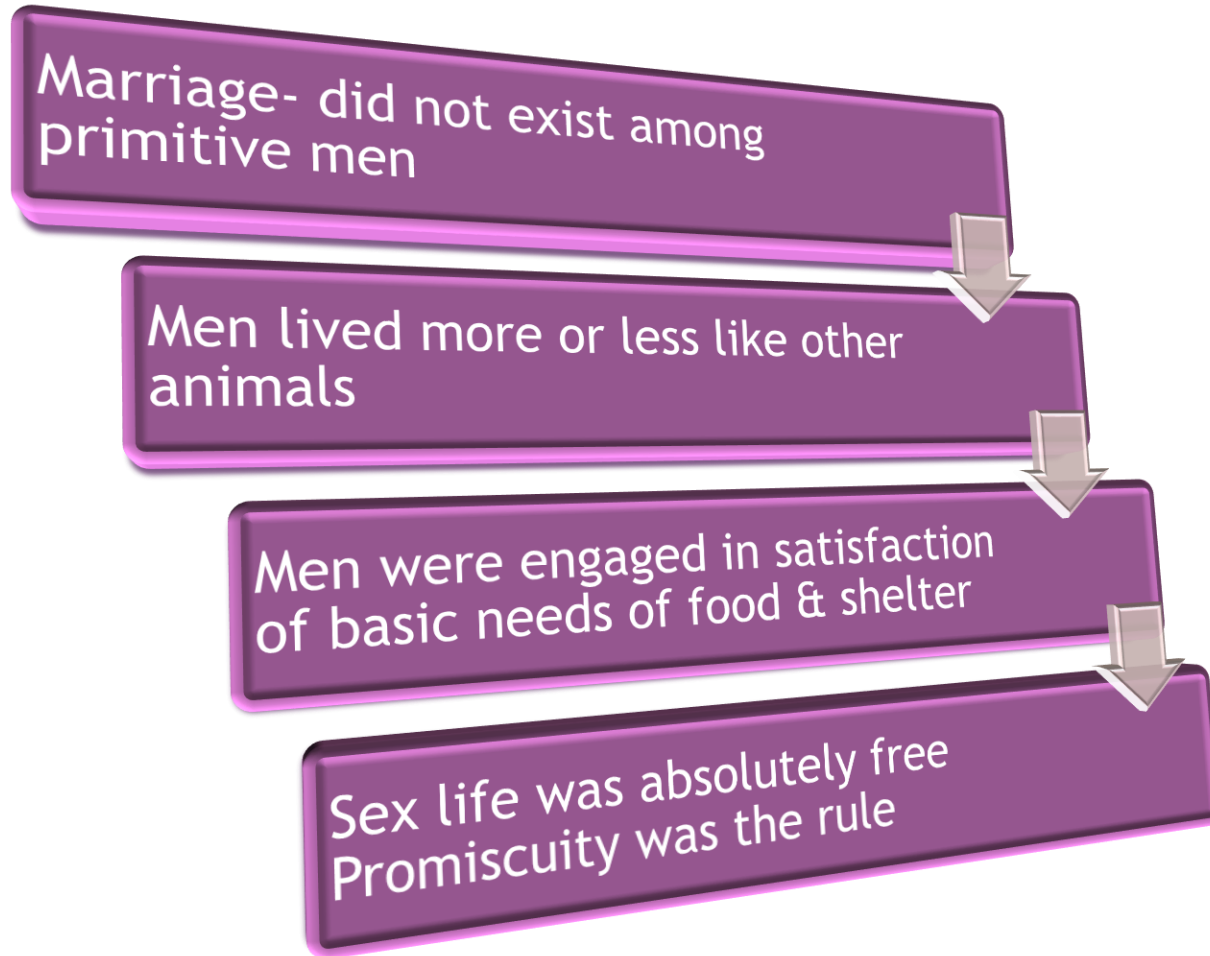 Marriage- did not exist among
primitive men
Men lived more or less like other
animals
Men were engaged in satisfaction
of basic needs of food & shelter
Sex life was absolutely free
Promiscuity was the rule